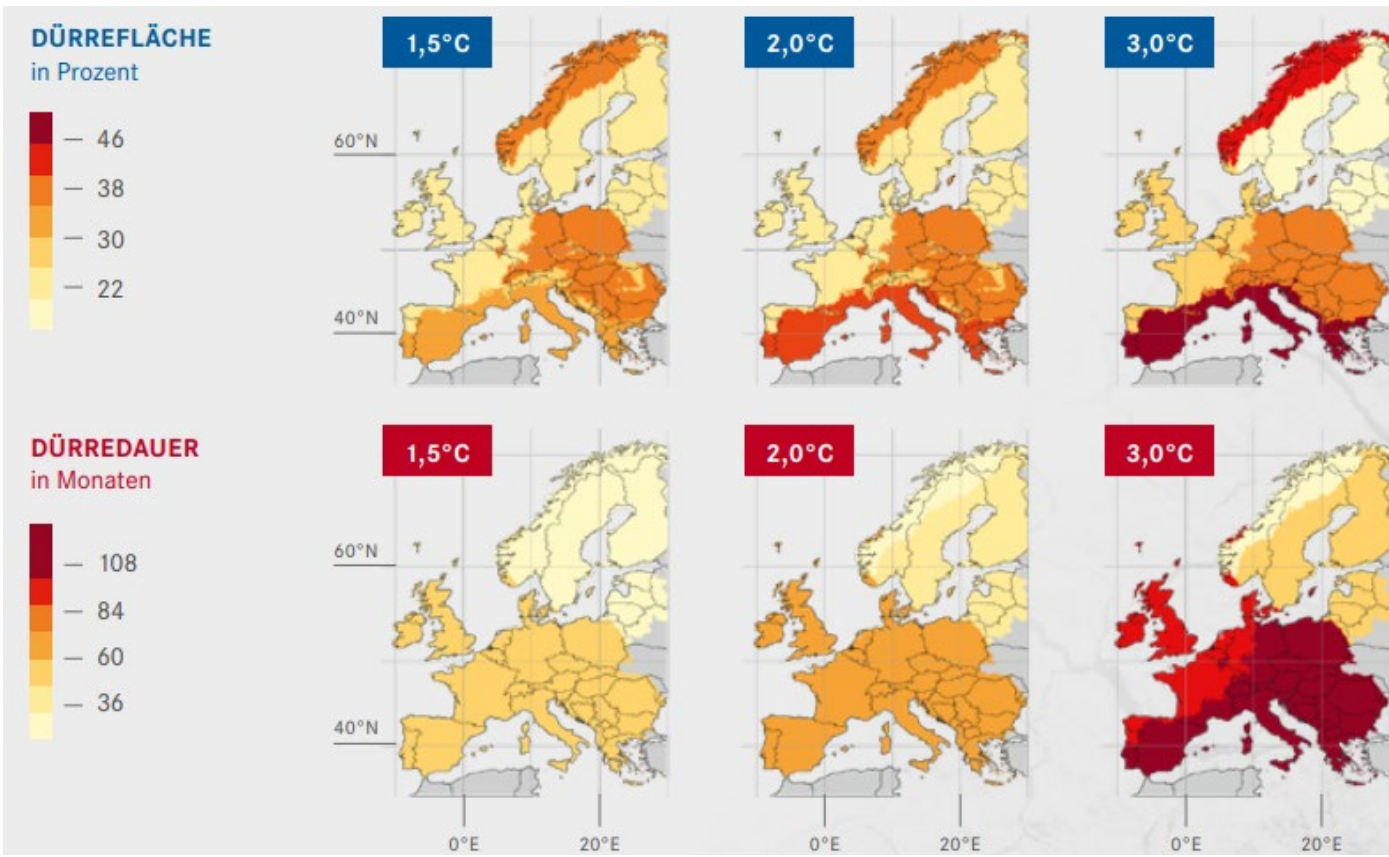 DÜRREFLÄCHE
in Prozent
46
38
30
22
1,5°C
2,0°C
3,0°C
60°N
40°N
DÜRREDAUER
in Monaten
108
84
60
36
1,5°C
2,0°C
3,0°C
60°N
40°N
0°E
20°E
0°E
20°E
0°E
20°E